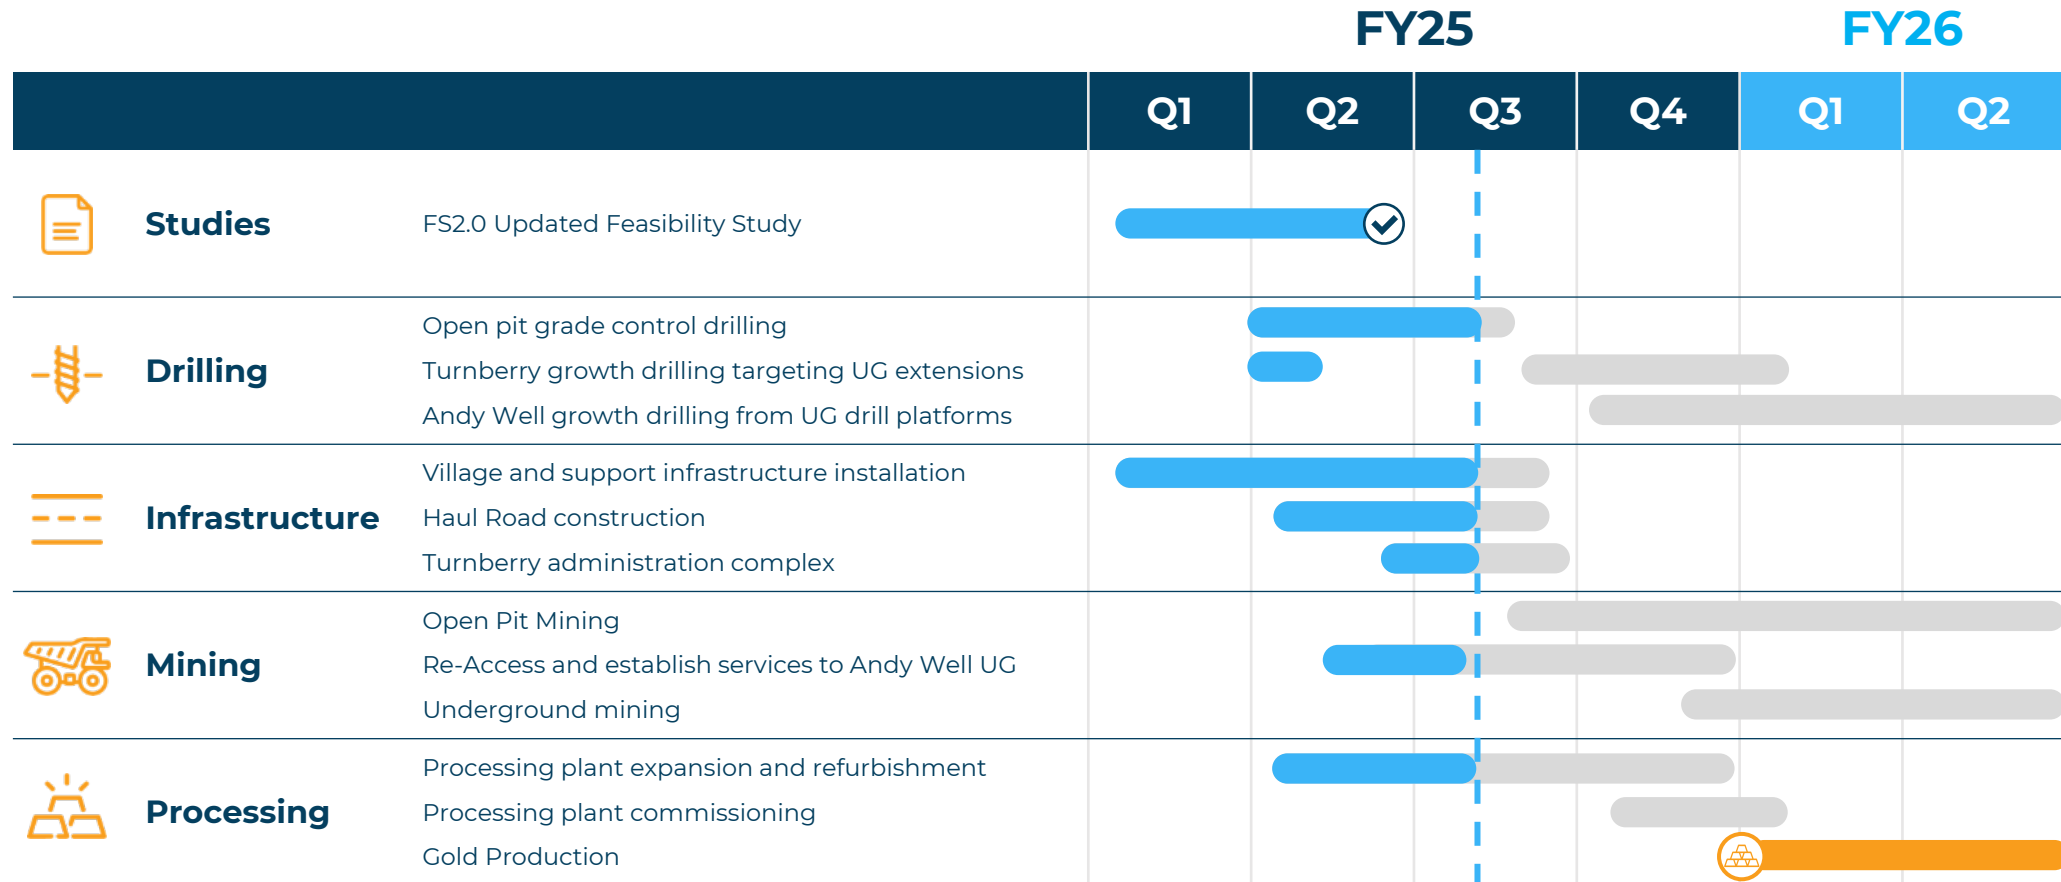 FY25 FY26
Q1 Q2 Q3 Q4 Q1 Q2
Studies FS2.0 Updated Feasibility Study
Open pit grade control drilling
Drilling Turnberry growth drilling targeting UG extensions
Andy Well growth drilling from UG drill platforms
Village and support infrastructure installation
Infrastructure Haul Road construction
Turnberry administration complex
Open Pit Mining
Mining Re-Access and establish services to Andy Well UG
Underground mining
Processing plant expansion and refurbishment
Processing Processing plant commissioning
Gold Production